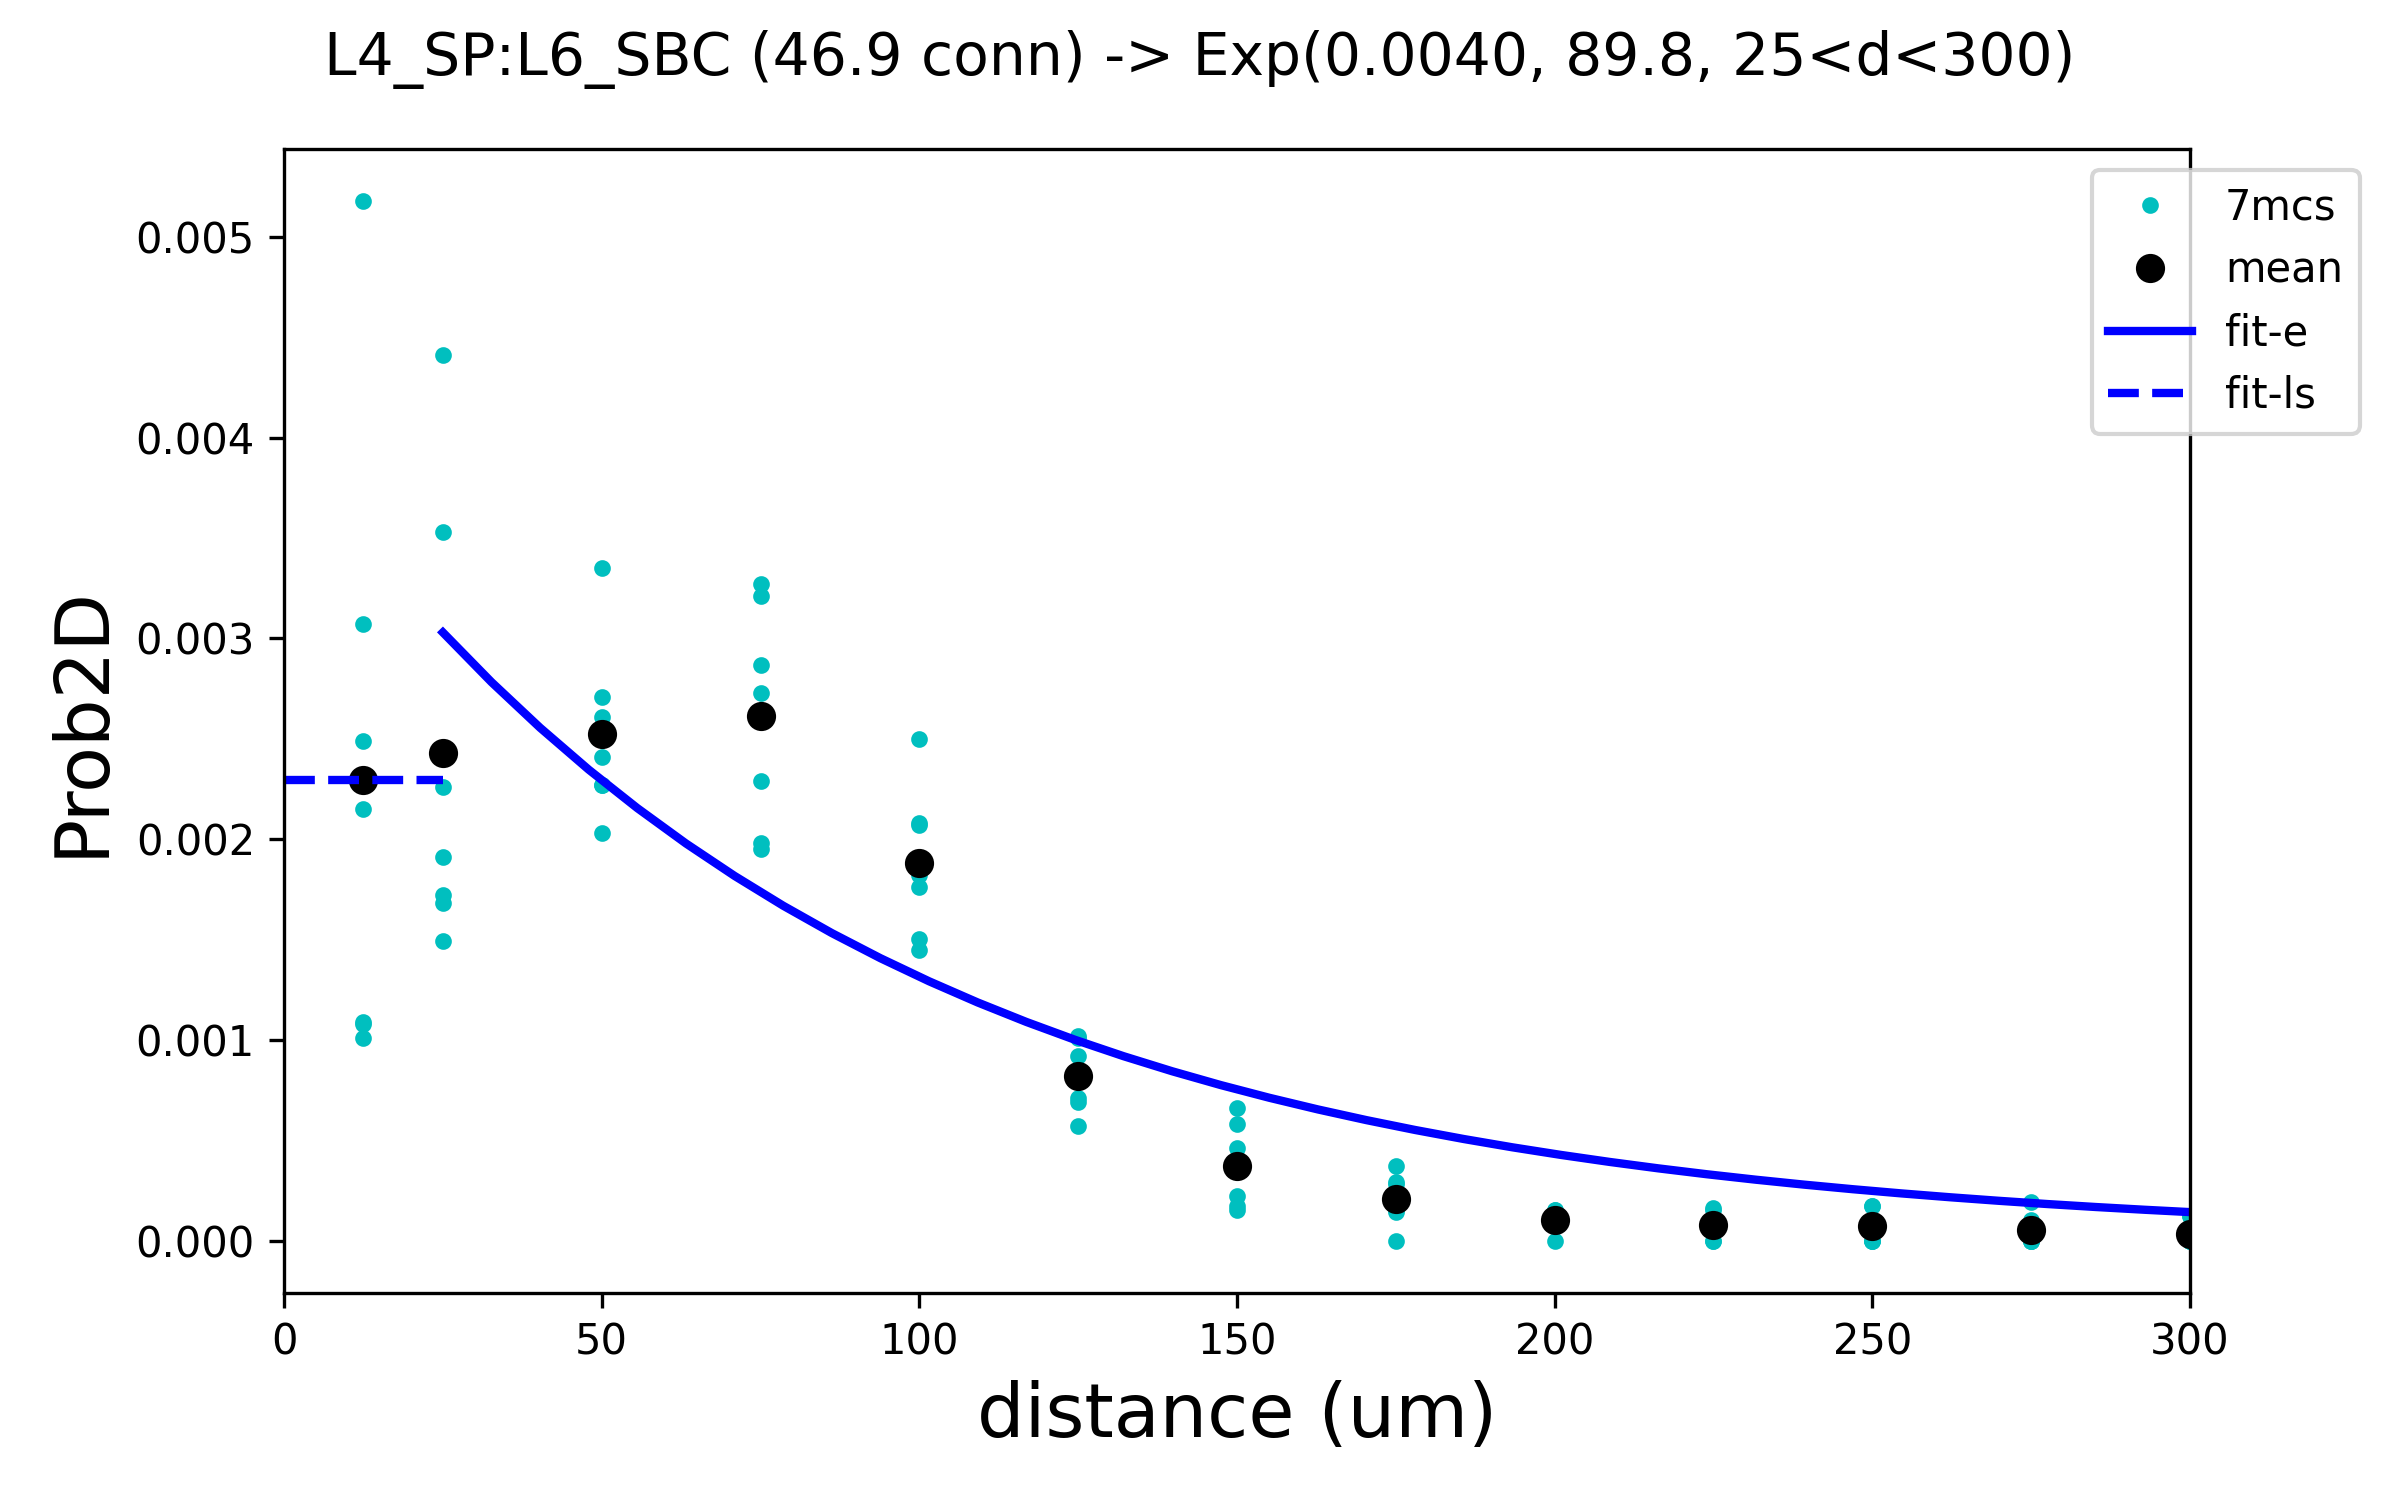 L4_SP:L6_SBC (46.9 conn) -> Exp(0.0040, 89.8, 25<d<300)
7mcs
mean
fit-e
fit-ls
Prob2D
0.005
0.004
0.003
0.002
0.001
0.000
0 50 100 150 200 250 300
distance (um)